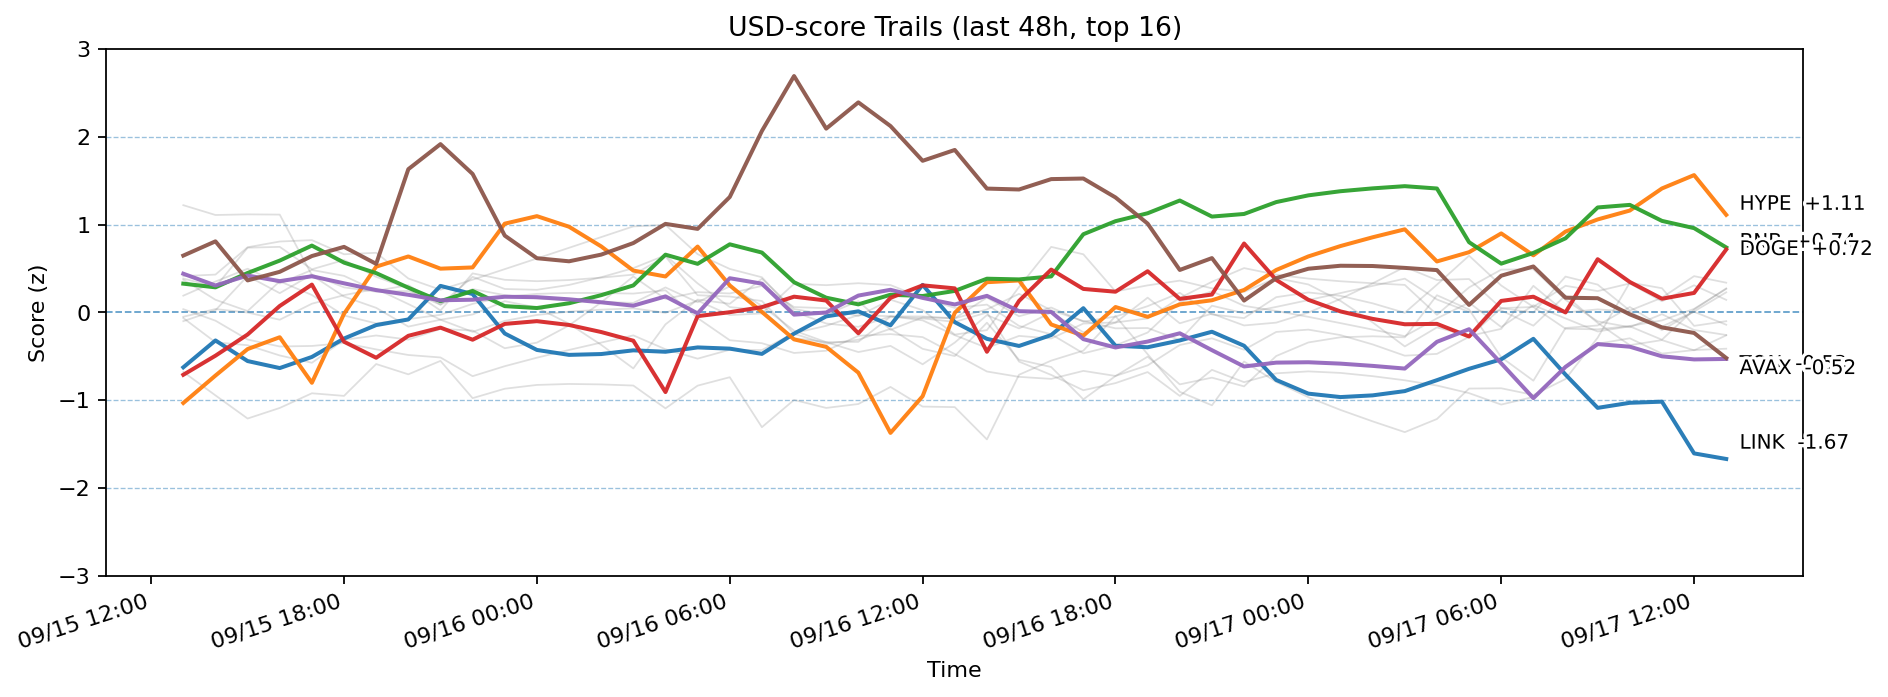 USD-score Trails (last 48h, top 16)
Score (z)
3
2
1
0
−1
−2
−3
HYPE +1.11
DOGE +0.72
AVAX -0.52
LINK -1.67
09/15 12:00
09/15 18:00
09/16 00:00
09/16 06:00
09/16 12:00
09/16 18:00
09/17 00:00
09/17 06:00
09/17 12:00
Time